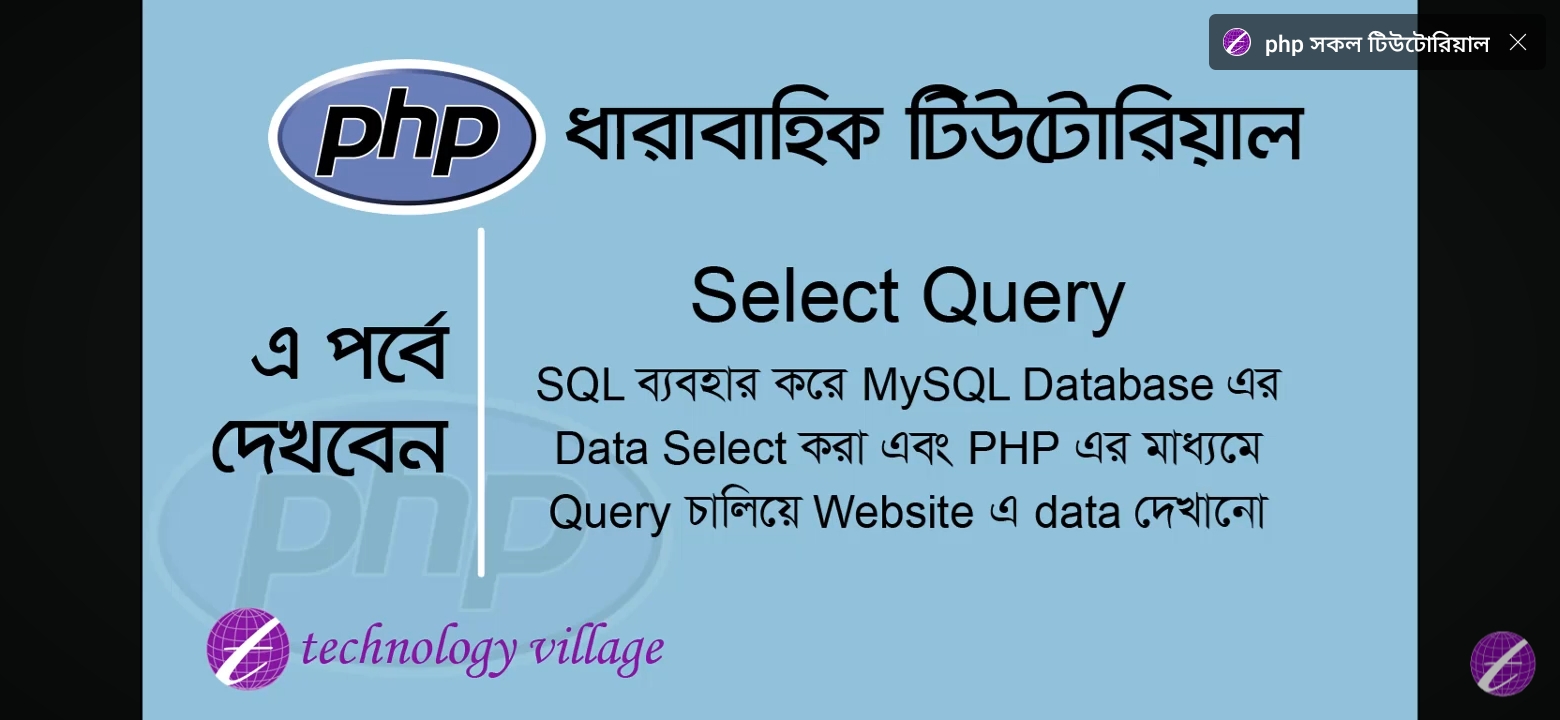 php সকল টিউটোরিয়াল
php ধারাবাহিক টিউটোরিয়াল
এ পর্বে
দেখবেন
Select Query
SQL ব্যবহার করে MySQL Database এর
Data Select করা এবং PHP এর মাধ্যমে
Query চালিয়ে Website এ data দেখানো
php
technology village